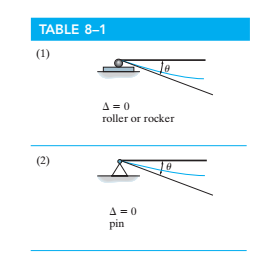 TABLE 8–1
(1)
θ
Δ = 0
roller or rocker
(2)
θ
Δ = 0
pin